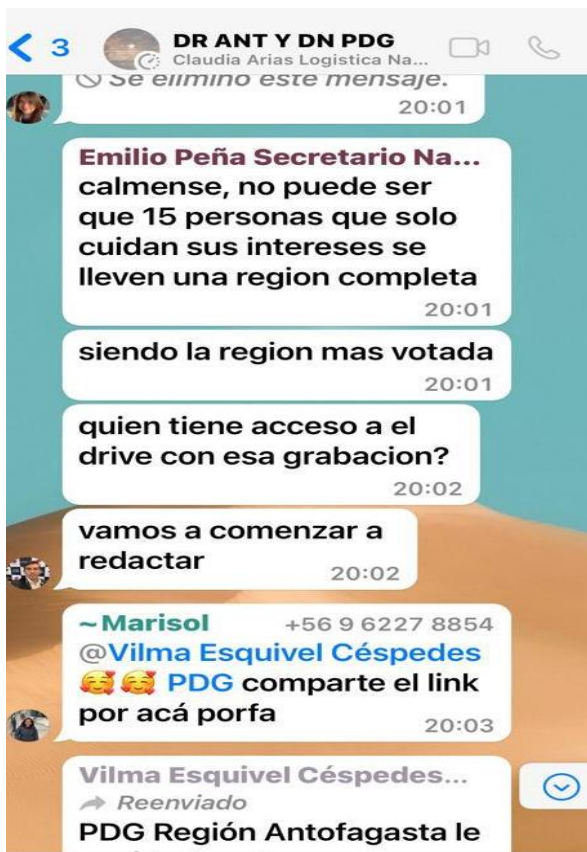 3
DR ANT Y DN PDG
Claudia Arias Logistica Na...
Se eliminó este mensaje.
20:01
Emilio Peña Secretario Na...
calmense, no puede ser
que 15 personas que solo
cuidan sus intereses se
lleven una region completa
20:01
siendo la region mas votada
20:01
quien tiene acceso a el
drive con esa grabacion?
20:02
vamos a comenzar a
redactar
20:02
~Marisol +56 9 6227 8854
@Vilma Esquivel Céspedes
🥰🥰 PDG comparte el link
por acá porfa
20:03
Vilma Esquivel Céspedes...
Reenviado
PDG Región Antofagasta le